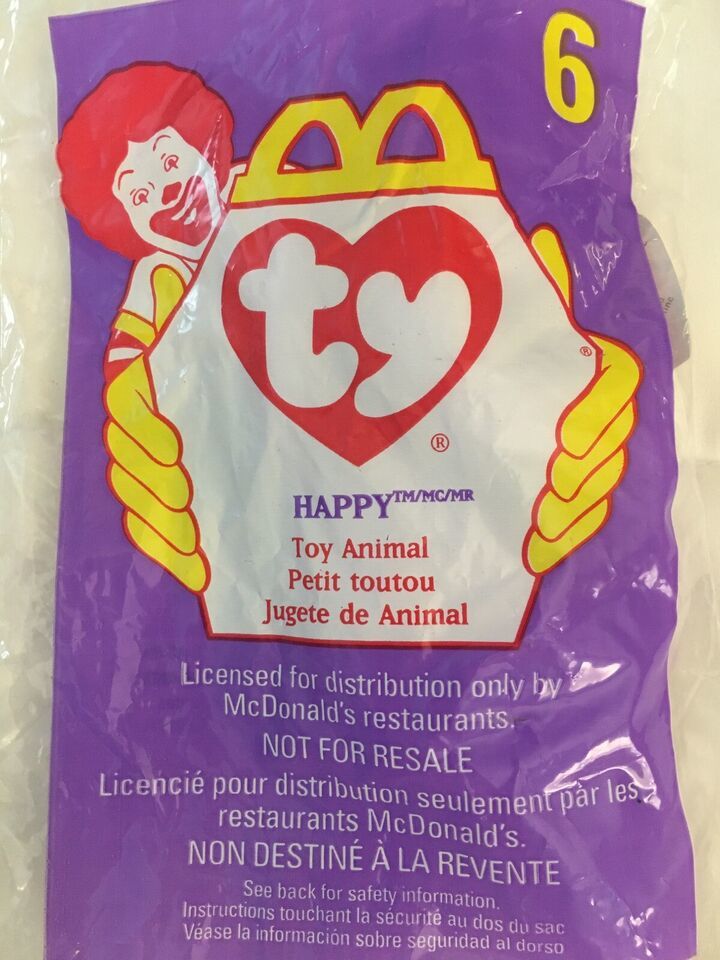 6
ty
®
®
HAPPY™/MC/MR
Toy Animal
Petit toutou
Jugete de Animal
Licensed for distribution only by
McDonald's restaurants.
NOT FOR RESALE
Licencié pour distribution seulement par les
restaurants McDonald's.
NON DESTINÉ À LA REVENTE
See back for safety information.
Instructions touchant la sécurité au dos du sac
Véase la información sobre seguridad al dorso